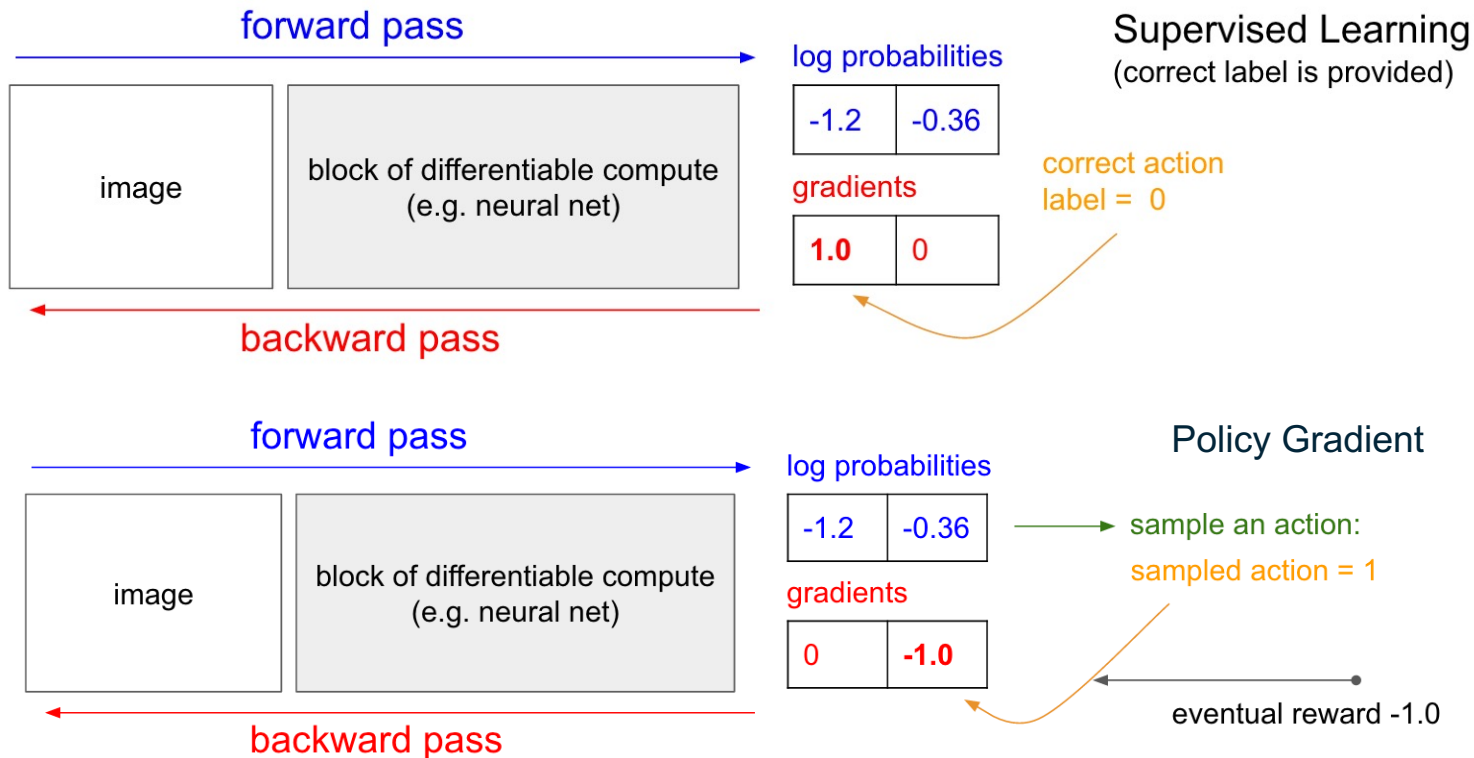 forward pass
Supervised Learning
(correct label is provided)
log probabilities
-1.2 -0.36
image
block of differentiable compute
(e.g. neural net)
gradients
1.0 0
correct action
label = 0
backward pass
forward pass
Policy Gradient
log probabilities
-1.2 -0.36
sample an action:
sampled action = 1
image
block of differentiable compute
(e.g. neural net)
gradients
0 -1.0
eventual reward -1.0
backward pass